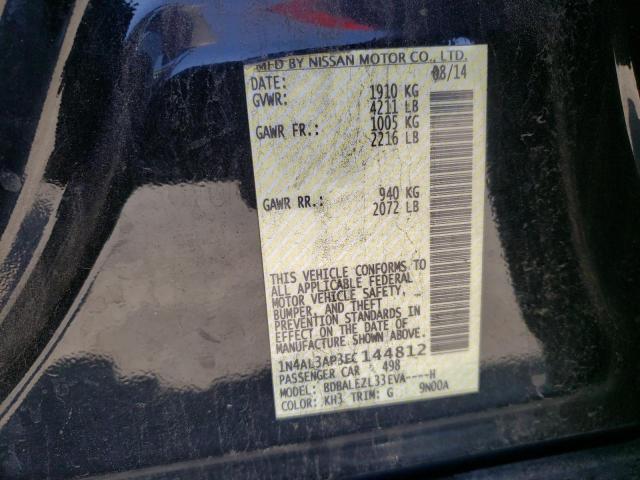 MFD BY NISSAN MOTOR CO., LTD.
DATE: 08/14
GVWR: 1910 KG
4211 LB
GAWR FR.: 1005 KG
2216 LB
GAWR RR.: 940 KG
2072 LB
THIS VEHICLE CONFORMS TO
ALL APPLICABLE FEDERAL
MOTOR VEHICLE SAFETY,
BUMPER, AND THEFT
PREVENTION STANDARDS IN
EFFECT ON THE DATE OF
MANUFACTURE SHOWN ABOVE.
1N4AL3AP3EC144812
PASSENGER CAR 498
MODEL: BDBALEZL33EVA----H
COLOR: KH3 TRIM: G 9N00A